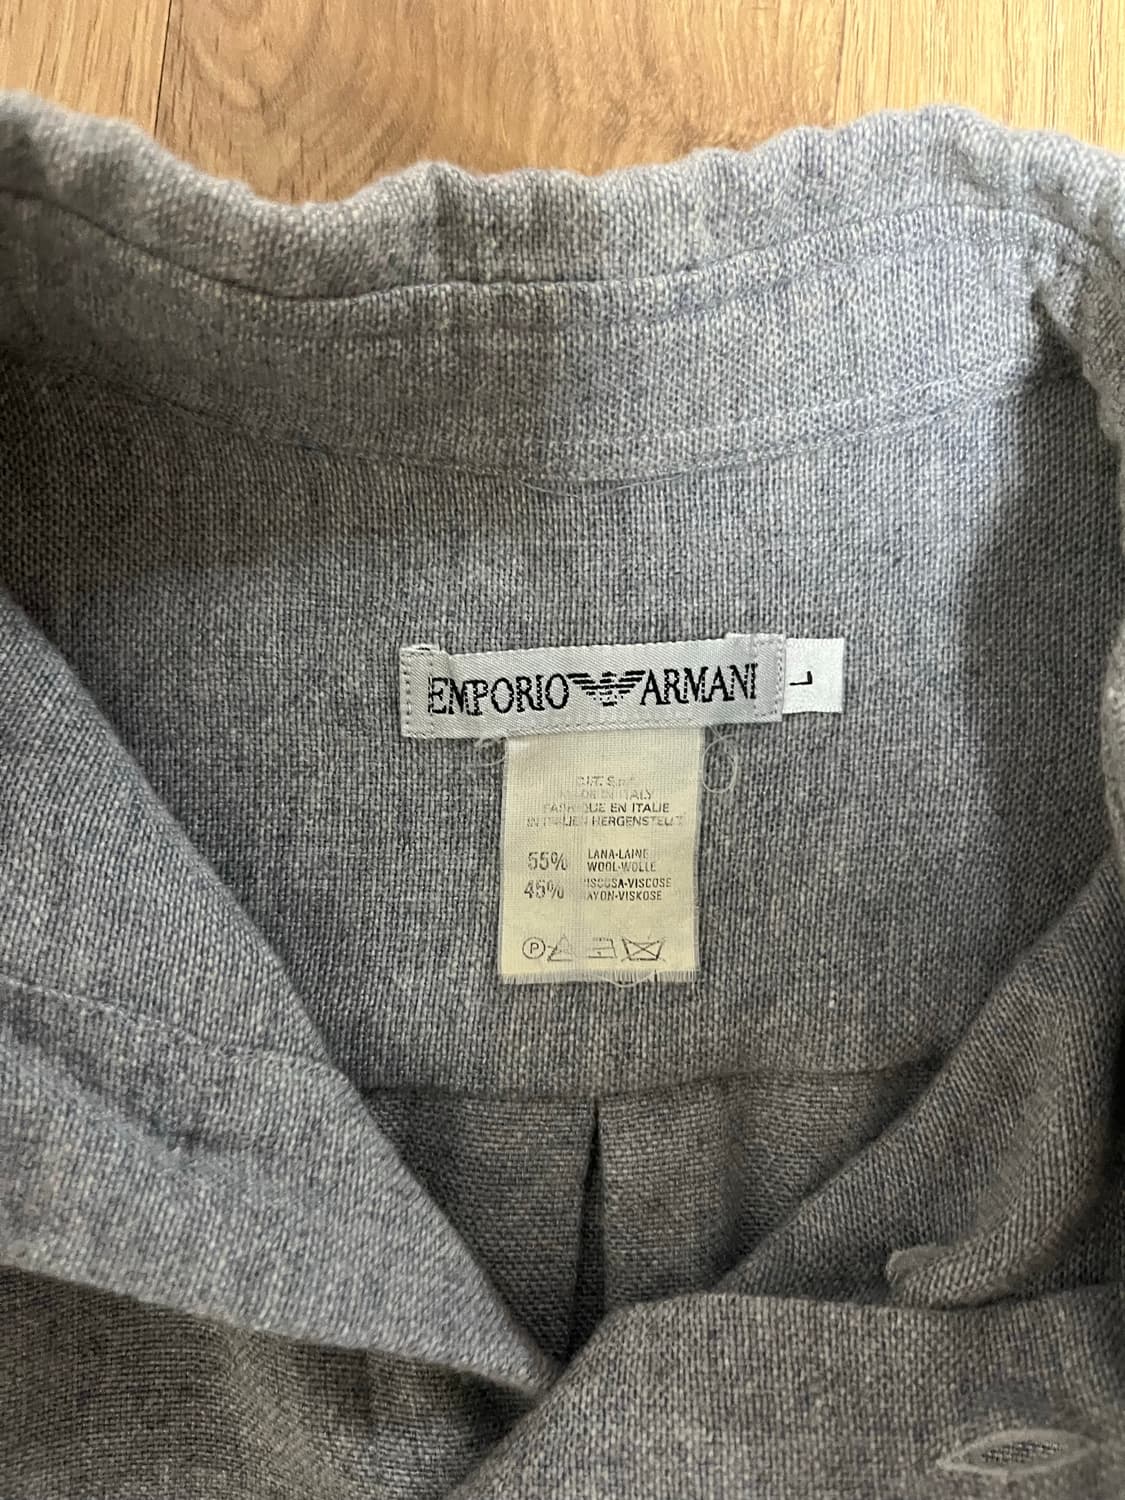 EMPORIO ARMANI
L
MADE IN ITALY
FABRIQUE EN ITALIE
IN ITALIEN HERGENSTELLT
55% LANA-LAINE
WOOL-WOLLE
45% VISCOSA-VISCOSE
RAYON-VISKOSE
P